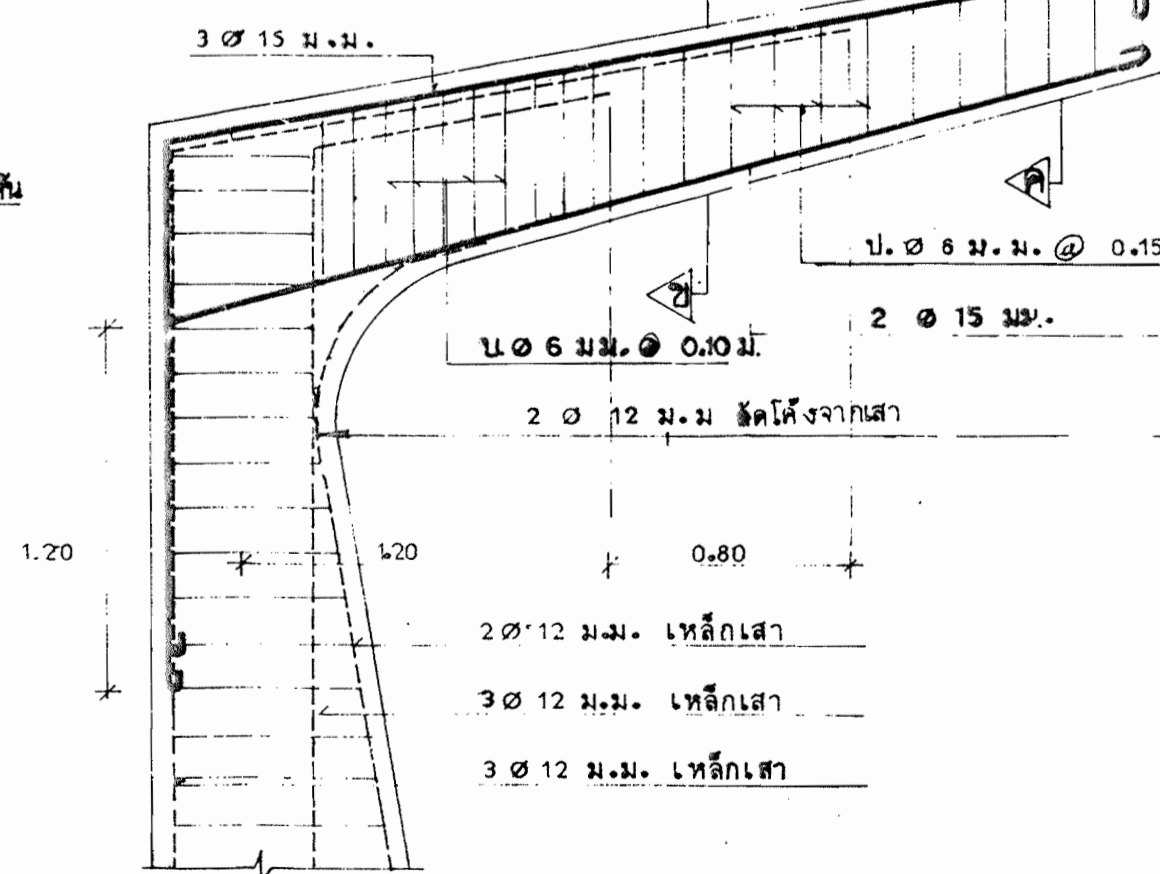 3 Ø 15 ม.ม.
ค
ป. Ø 6 ม.ม. @ 0.15
ข
2 Ø 15 มม.
ป Ø 6 มม. @ 0.10 ม.
2 Ø 12 ม.ม ดัดโค้งจากเสา
1.20
1.20
0.80
2 Ø 12 ม.ม. เหล็กเสา
3 Ø 12 ม.ม. เหล็กเสา
3 Ø 12 ม.ม. เหล็กเสา